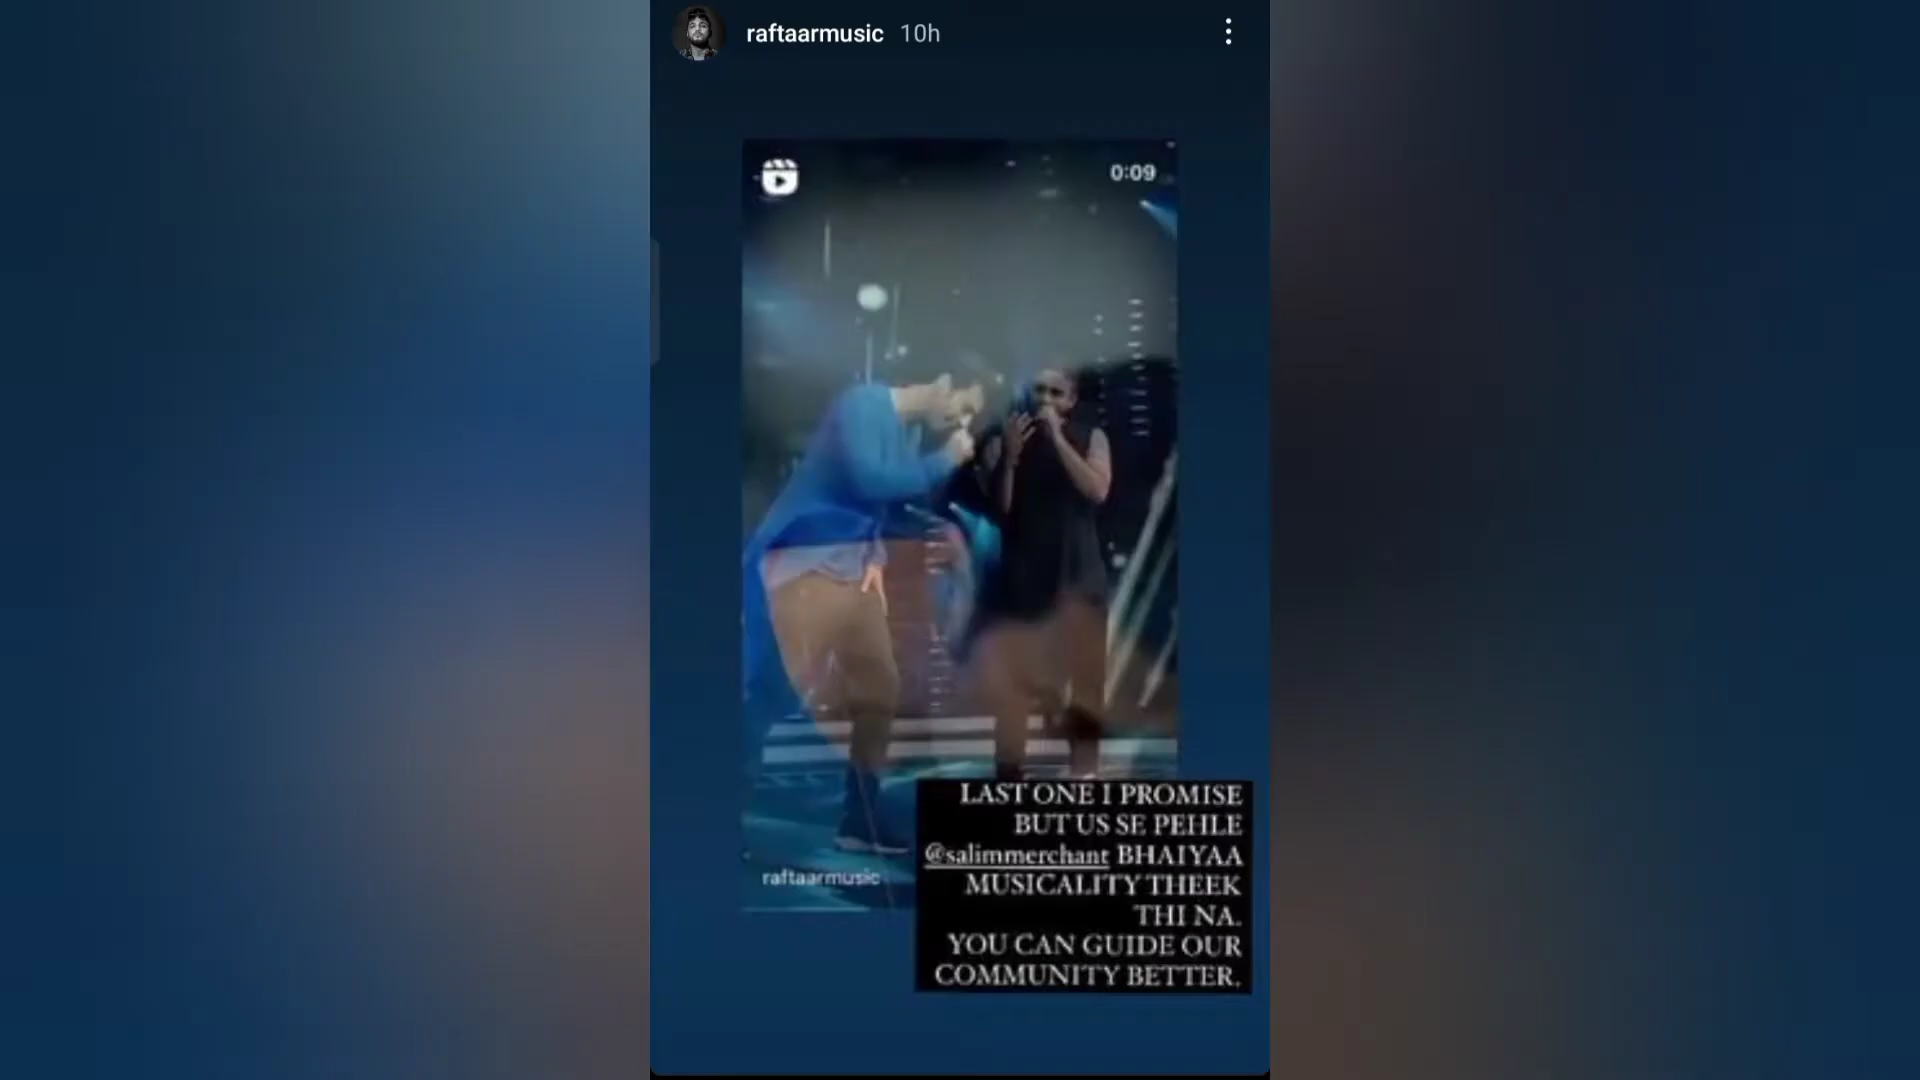 raftaarmusic 10h
0:09
LAST ONE I PROMISE
BUT US SE PEHLE
@salimmerchant BHAIYAA
MUSICALITY THEEK
THI NA.
YOU CAN GUIDE OUR
COMMUNITY BETTER.
raftaarmusic